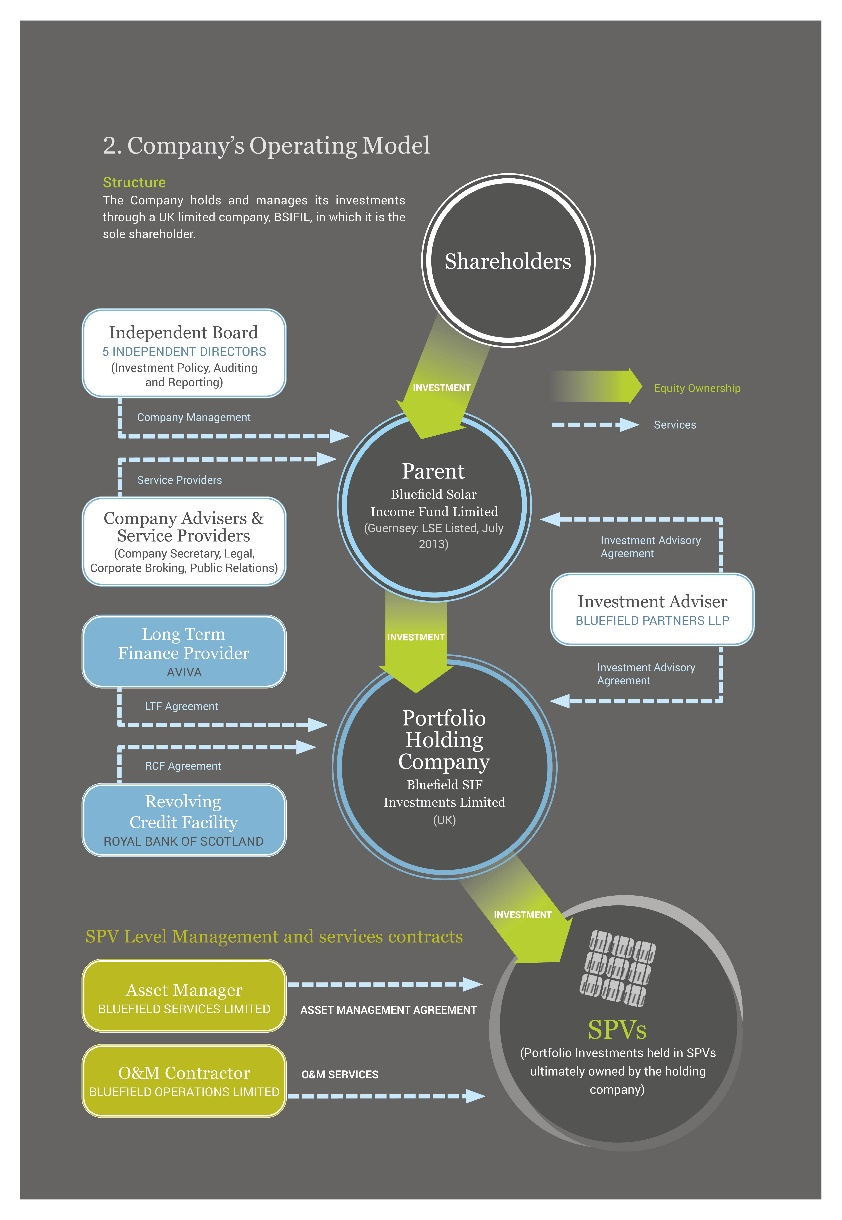 2. Company's Operating Model
Structure
The Company holds and manages its investments
through a UK limited company, BSIFIL, in which it is the
sole shareholder.
Shareholders
Independent Board
5 INDEPENDENT DIRECTORS
(Investment Policy, Auditing
and Reporting)
INVESTMENT
Equity Ownership
Company Management
Services
Service Providers
Parent
Bluefield Solar
Income Fund Limited
(Guernsey: LSE Listed, July
2013)
Company Advisers &
Service Providers
(Company Secretary, Legal,
Corporate Broking, Public Relations)
Investment Advisory
Agreement
Investment Adviser
BLUEFIELD PARTNERS LLP
Long Term
Finance Provider
AVIVA
INVESTMENT
Investment Advisory
Agreement
LTF Agreement
RCF Agreement
Portfolio
Holding
Company
Bluefield SIF
Investments Limited
(UK)
Revolving
Credit Facility
ROYAL BANK OF SCOTLAND
INVESTMENT
SPV Level Management and services contracts
Asset Manager
BLUEFIELD SERVICES LIMITED
ASSET MANAGEMENT AGREEMENT
O&M Contractor
BLUEFIELD OPERATIONS LIMITED
O&M SERVICES
SPVs
(Portfolio Investments held in SPVs
ultimately owned by the holding
company)